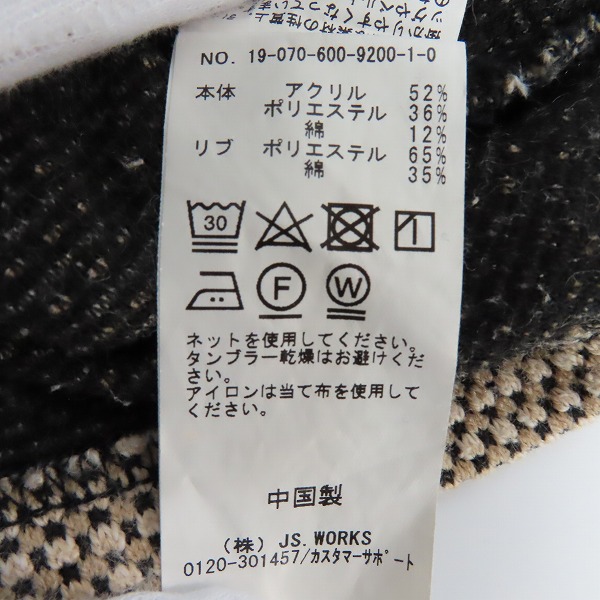 ツケやベル
NO. 19-070-600-9200-1-0
本体 アクリル 52%
ポリエステル 36%
綿 12%
リブ ポリエステル 65%
綿 35%
30
F W
ネットを使用してください。
タンブラー乾燥はお避けくだ
さい。
アイロンは当て布を使用して
ください。
中国製
(株) JS. WORKS
0120-301457/カスタマーサポート